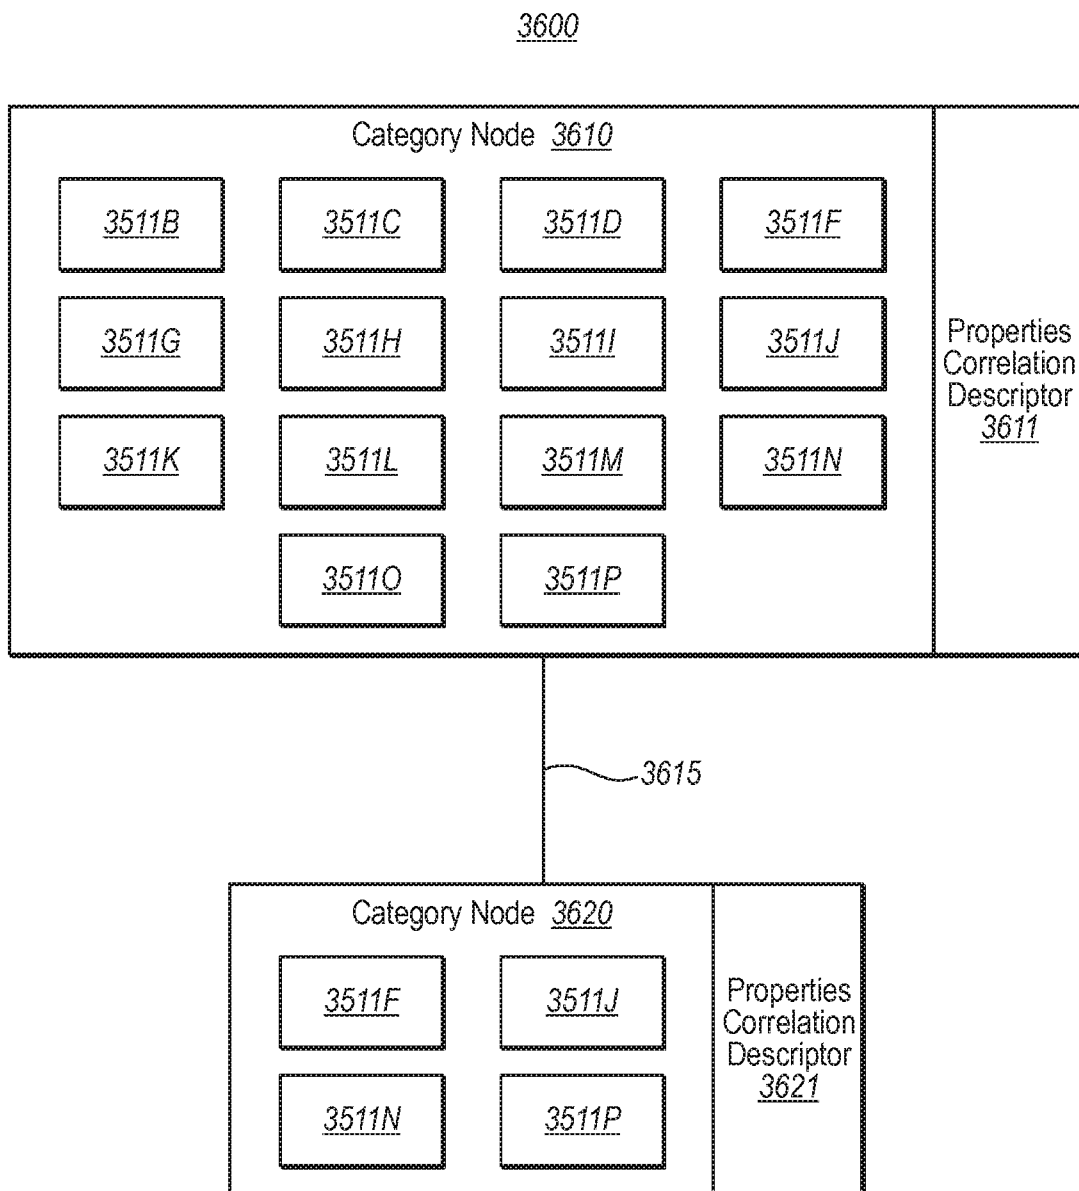 3600
Category Node 3610
3511B 3511C 3511D 3511F
3511G 3511H 3511I 3511J
3511K 3511L 3511M 3511N
3511O 3511P
Properties
Correlation
Descriptor
3611
3615
Category Node 3620
3511F 3511J
3511N 3511P
Properties
Correlation
Descriptor
3621